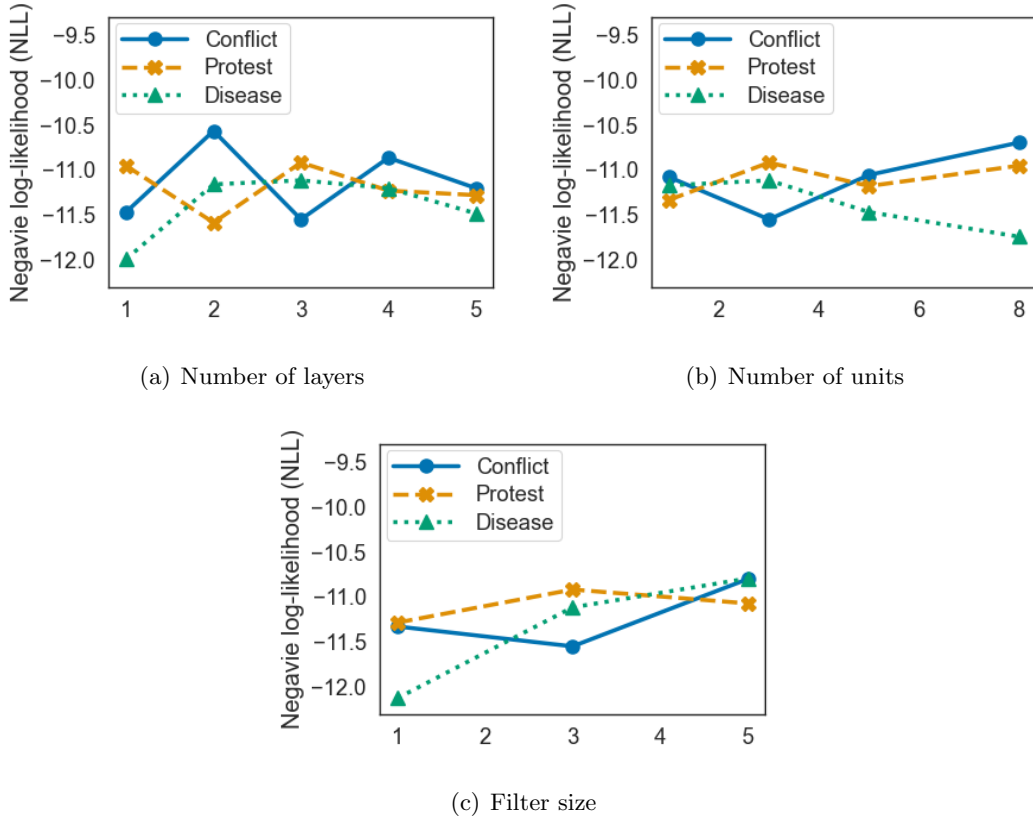 Negavie log-likelihood (NLL)
−9.5
−10.0
−10.5
−11.0
−11.5
−12.0
Conflict
Protest
Disease
1 2 3 4 5
(a) Number of layers
Negavie log-likelihood (NLL)
−9.5
−10.0
−10.5
−11.0
−11.5
−12.0
Conflict
Protest
Disease
2 4 6 8
(b) Number of units
Negavie log-likelihood (NLL)
−9.5
−10.0
−10.5
−11.0
−11.5
−12.0
Conflict
Protest
Disease
1 2 3 4 5
(c) Filter size